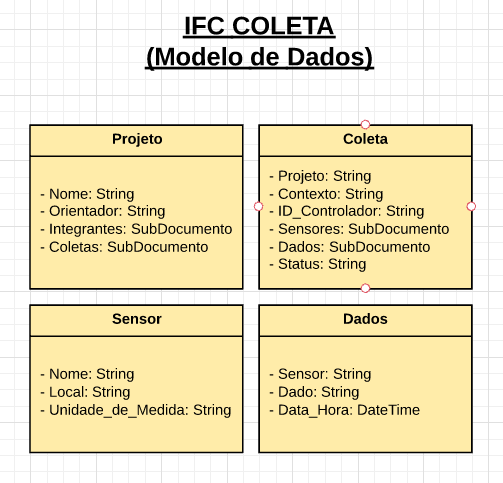 IFC COLETA
(Modelo de Dados)
Projeto
- Nome: String
- Orientador: String
- Integrantes: SubDocumento
- Coletas: SubDocumento
Coleta
- Projeto: String
- Contexto: String
- ID_Controlador: String
- Sensores: SubDocumento
- Dados: SubDocumento
- Status: String
Sensor
- Nome: String
- Local: String
- Unidade_de_Medida: String
Dados
- Sensor: String
- Dado: String
- Data_Hora: DateTime